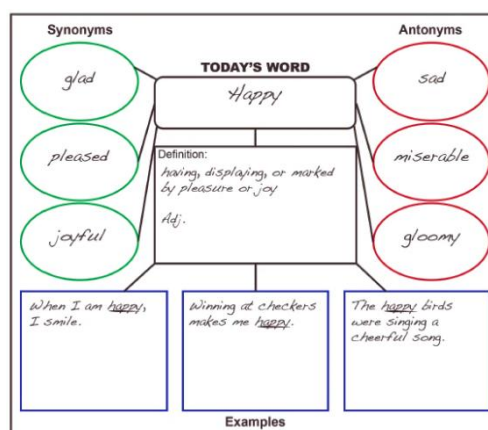 Synonyms
Antonyms
glad
TODAY'S WORD
Happy
sad
pleased
Definition:
having, displaying, or marked
by pleasure or joy
Adj.
miserable
joyful
gloomy
When I am happy,
I smile.
Winning at checkers
makes me happy.
The happy birds
were singing a
cheerful song.
Examples